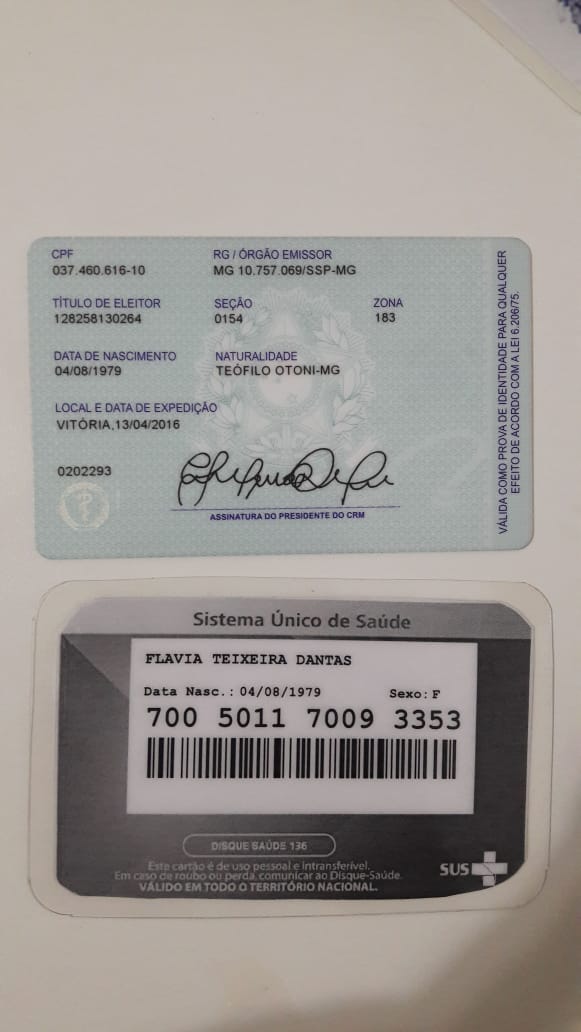 CPF RG / ÓRGÃO EMISSOR
037.460.616-10 MG 10.757.069/SSP-MG
TÍTULO DE ELEITOR SEÇÃO ZONA
128258130264 0154 183
DATA DE NASCIMENTO NATURALIDADE
04/08/1979 TEÓFILO OTONI-MG
LOCAL E DATA DE EXPEDIÇÃO
VITÓRIA,13/04/2016
0202293
ASSINATURA DO PRESIDENTE DO CRM
VÁLIDA COMO PROVA DE IDENTIDADE PARA QUALQUER
EFEITO DE ACORDO COM A LEI 6.206/75.
Sistema Único de Saúde
FLAVIA TEIXEIRA DANTAS
Data Nasc.: 04/08/1979 Sexo: F
700 5011 7009 3353
DISQUE SAÚDE 136
Este cartão é de uso pessoal e intransferível.
Em caso de roubo ou perda, comunicar ao Disque-Saúde.
VÁLIDO EM TODO O TERRITÓRIO NACIONAL.
SUS